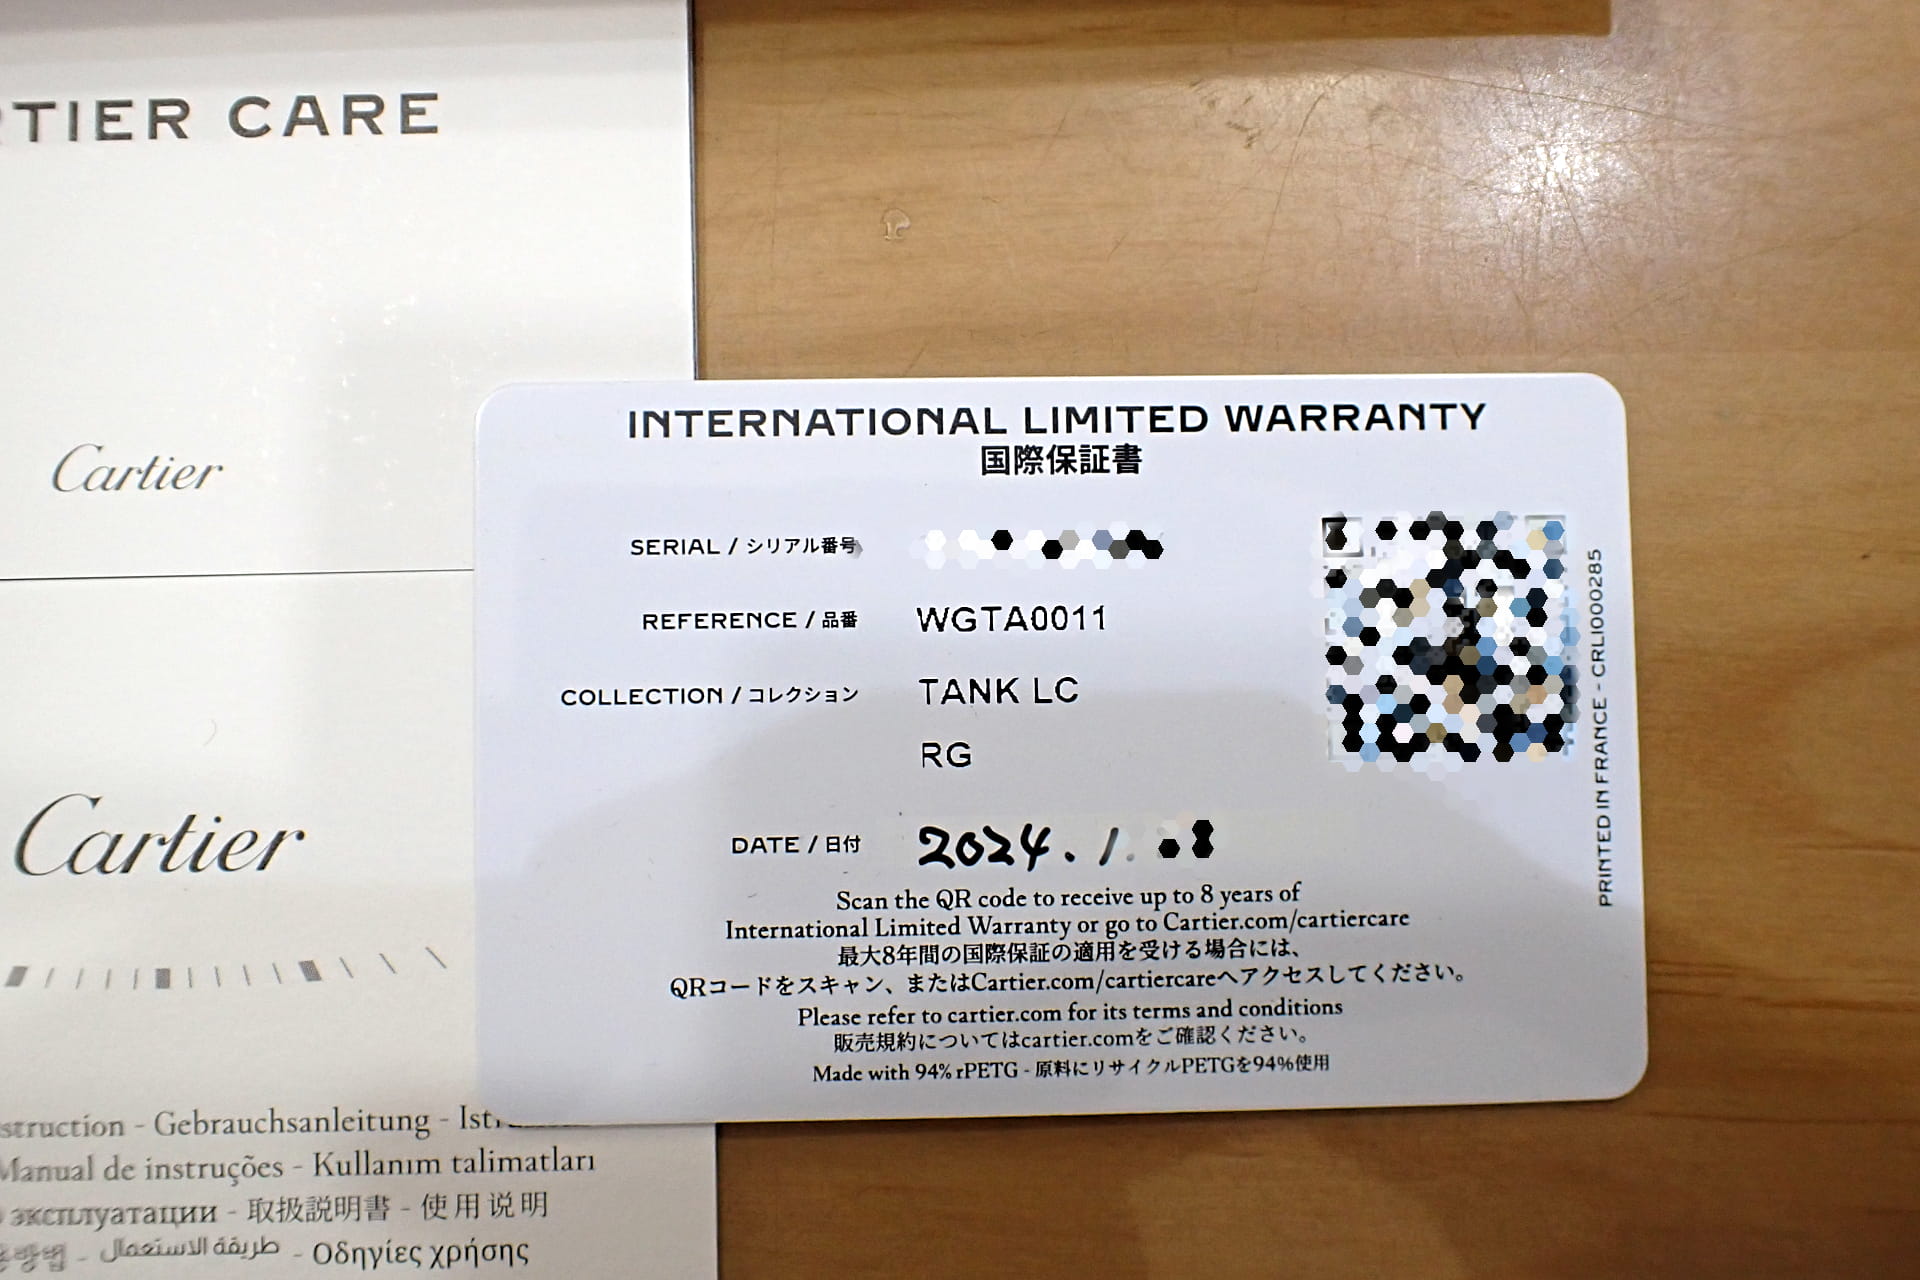 CARE
Cartier
Cartier
Gebrauchsanleitung -
Manual de instruções - Kullanım talimatları
эксплуатации - 取扱説明書 - 使用说明
- طريقة الاستعمال - Οδηγίες χρήσης
INTERNATIONAL LIMITED WARRANTY
国際保証書
SERIAL / シリアル番号
REFERENCE / 品番 WGTA0011
COLLECTION / コレクション TANK LC
RG
DATE / 日付 2024.1.
Scan the QR code to receive up to 8 years of
International Limited Warranty or go to Cartier.com/cartiercare
最大8年間の国際保証の適用を受ける場合には、
QRコードをスキャン、またはCartier.com/cartiercareへアクセスしてください。
Please refer to cartier.com for its terms and conditions
販売規約についてはcartier.comをご確認ください。
Made with 94% rPETG - 原料にリサイクルPETGを94%使用
PRINTED IN FRANCE - CRLI000285